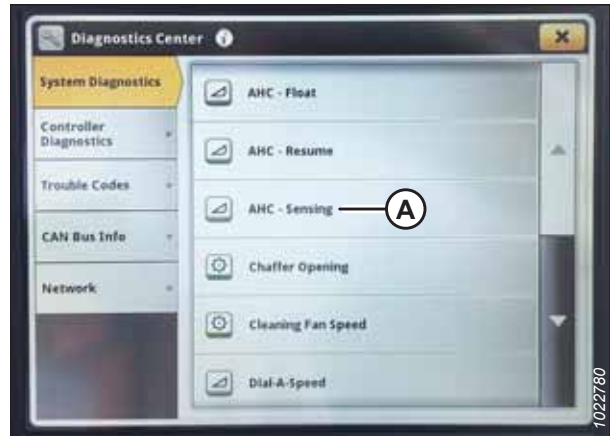 Diagnostics Center
System Diagnostics
Controller
Diagnostics
Trouble Codes
CAN Bus Info
Network
AHC - Float
AHC - Resume
AHC - Sensing
A
Chaffer Opening
Cleaning Fan Speed
Dial-A-Speed
1022780